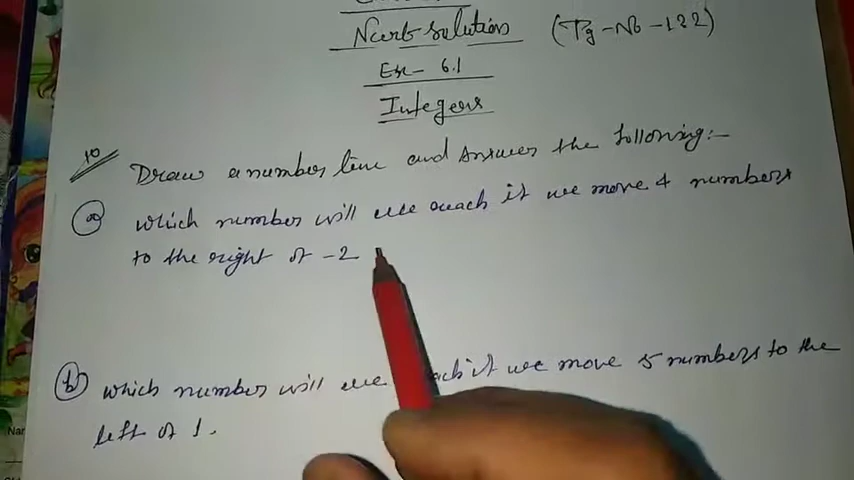 Ncert solution (Pg-No-122)
Ex- 6.1
Integers
10 Draw a number line and Answer the following:-
(a) which number will we reach if we move 4 numbers
to the right of -2
(b) which number will we if we move 5 numbers to the
left of 1.